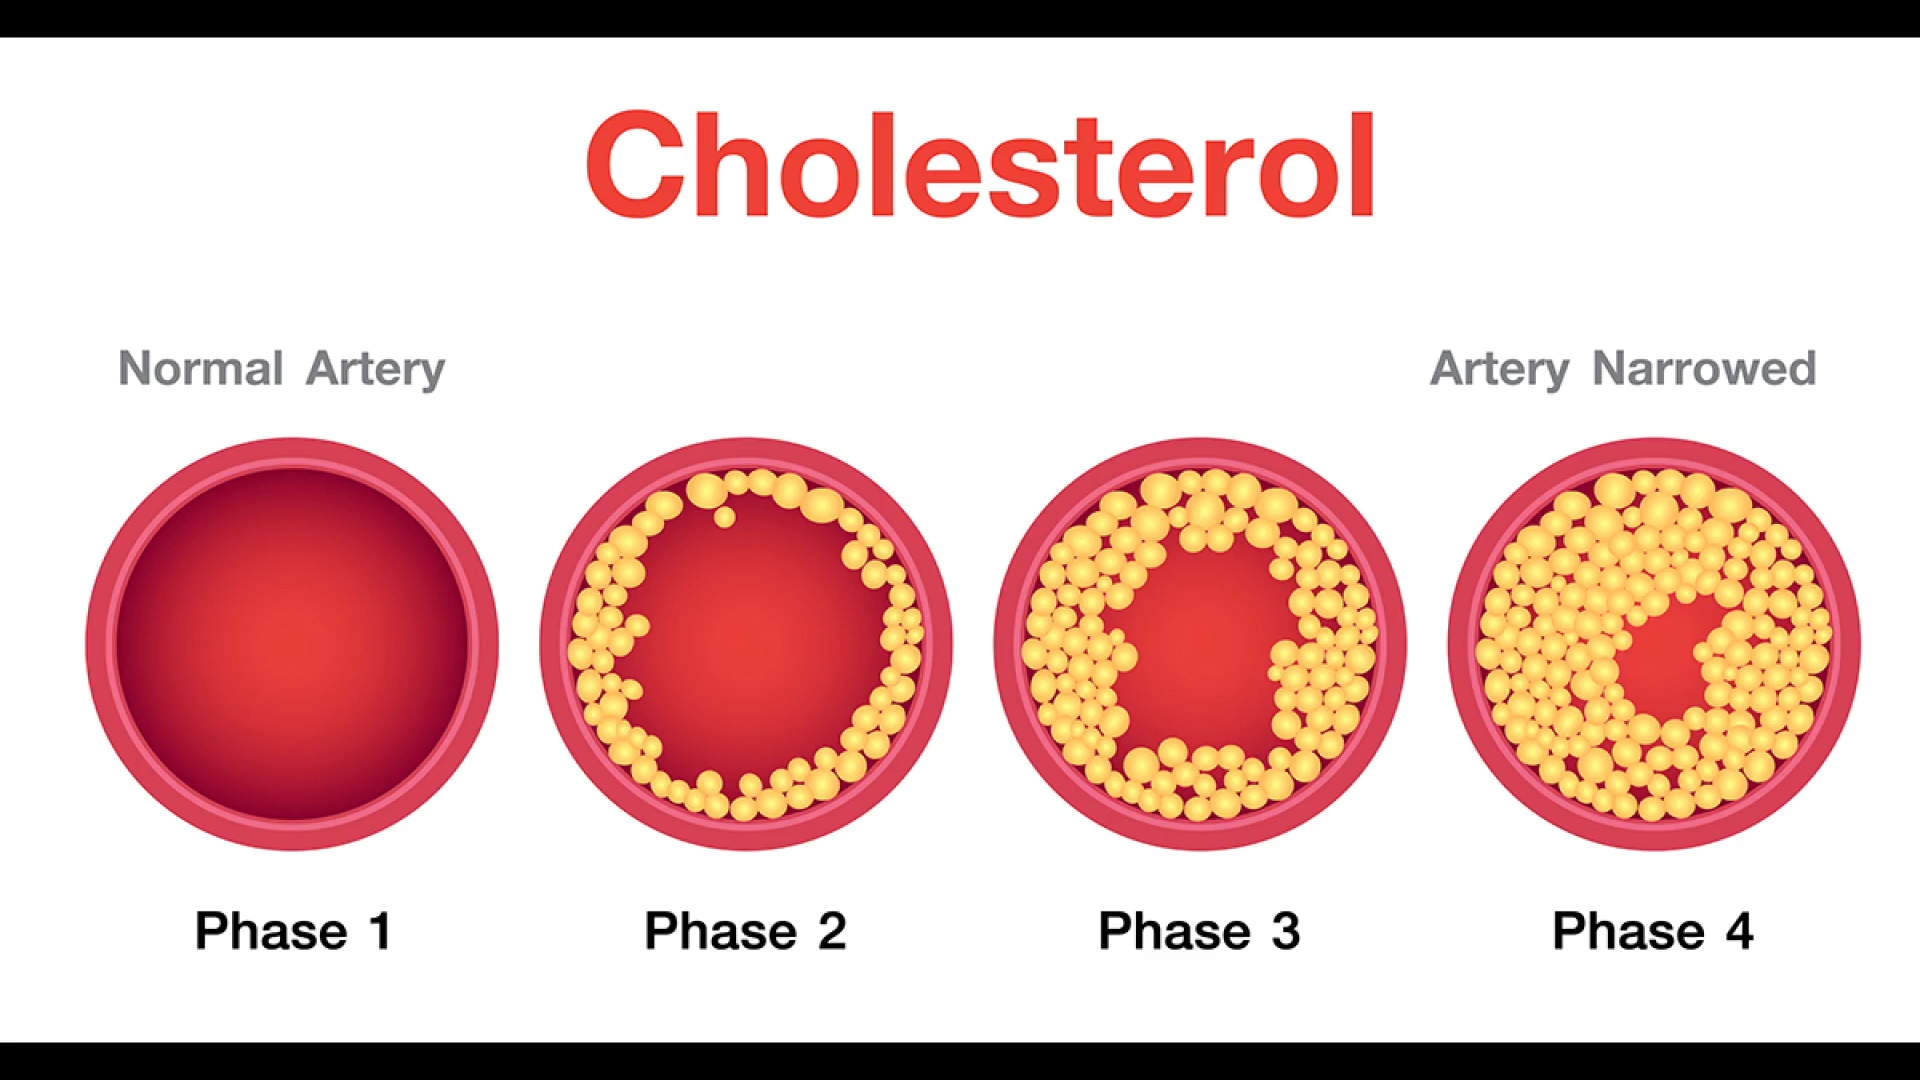 Cholesterol
Normal Artery
Artery Narrowed
Phase 1
Phase 2
Phase 3
Phase 4